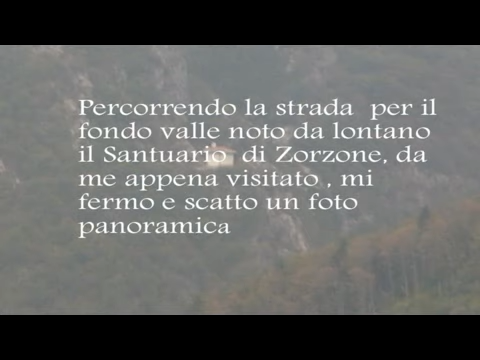 Percorrendo la strada  per il
fondo valle noto da lontano
il Santuario  di Zorzone, da
me appena visitato , mi
fermo e scatto un foto
panoramica